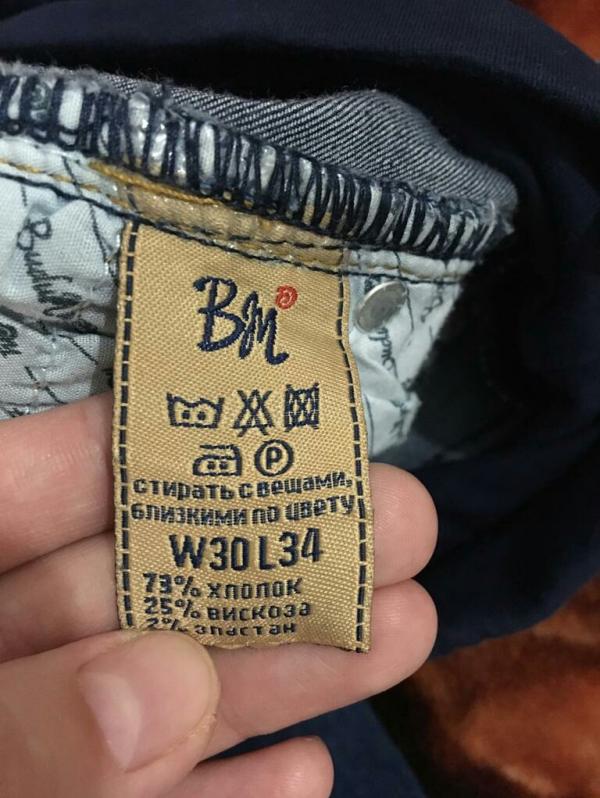 BM
P
стирать с вещами,
близкими по цвету
W30 L34
73% хлопок
25% вискоза
2% эластан